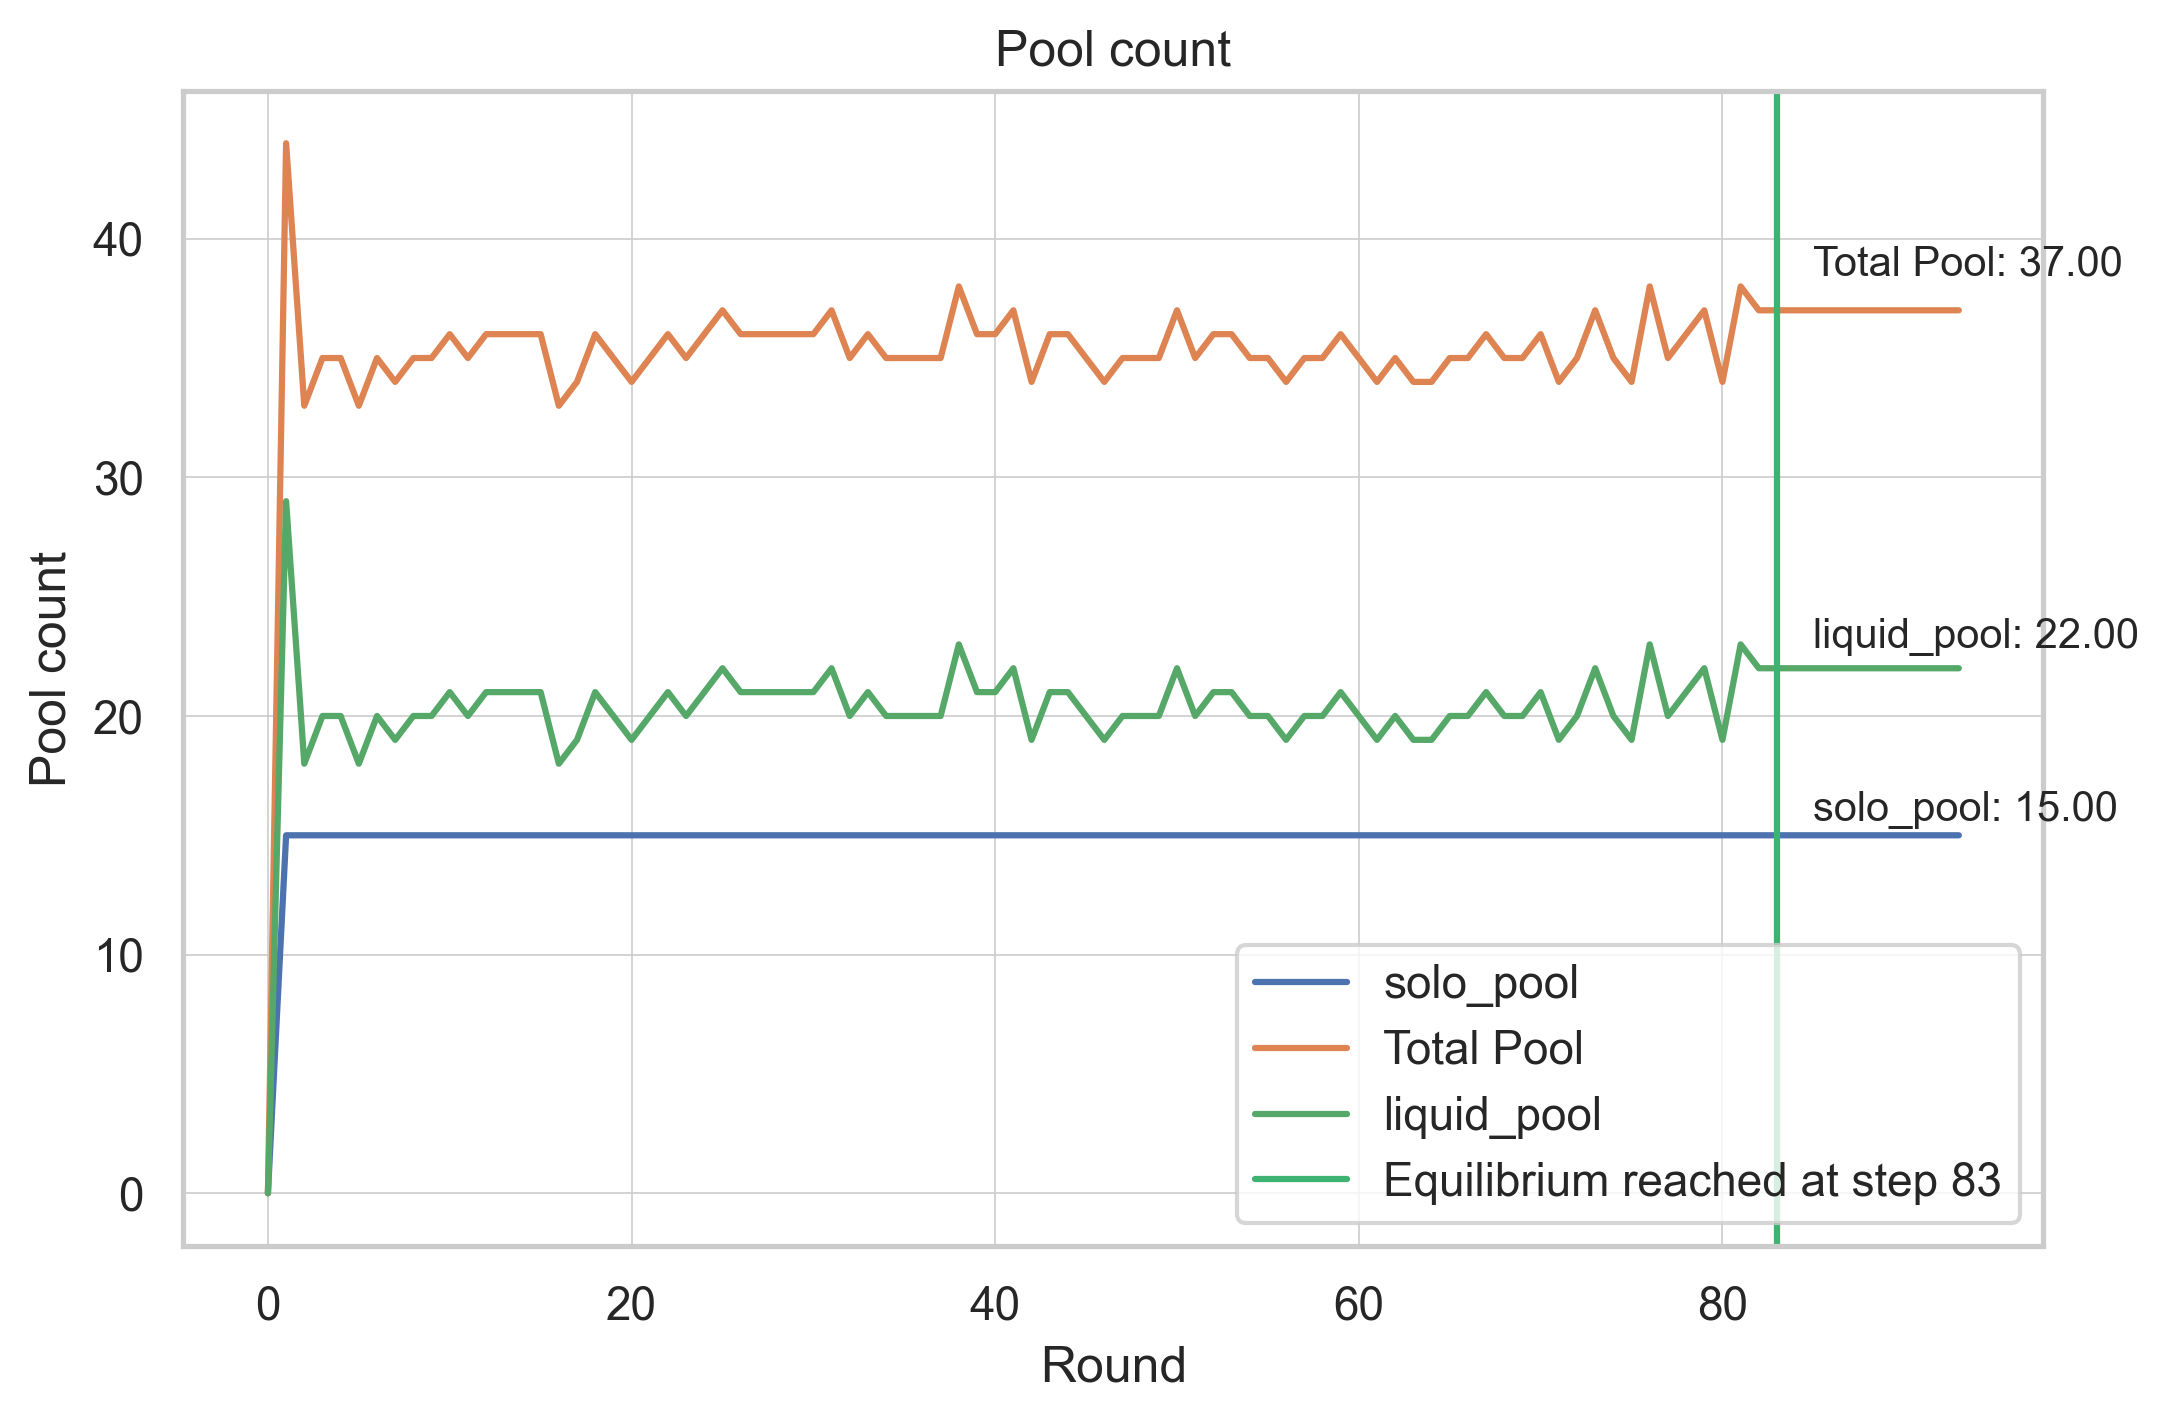 Pool count
Pool count
40
30
20
10
0
Total Pool: 37.00
liquid_pool: 22.00
solo_pool: 15.00
solo_pool
Total Pool
liquid_pool
Equilibrium reached at step 83
0
20
40
60
80
Round